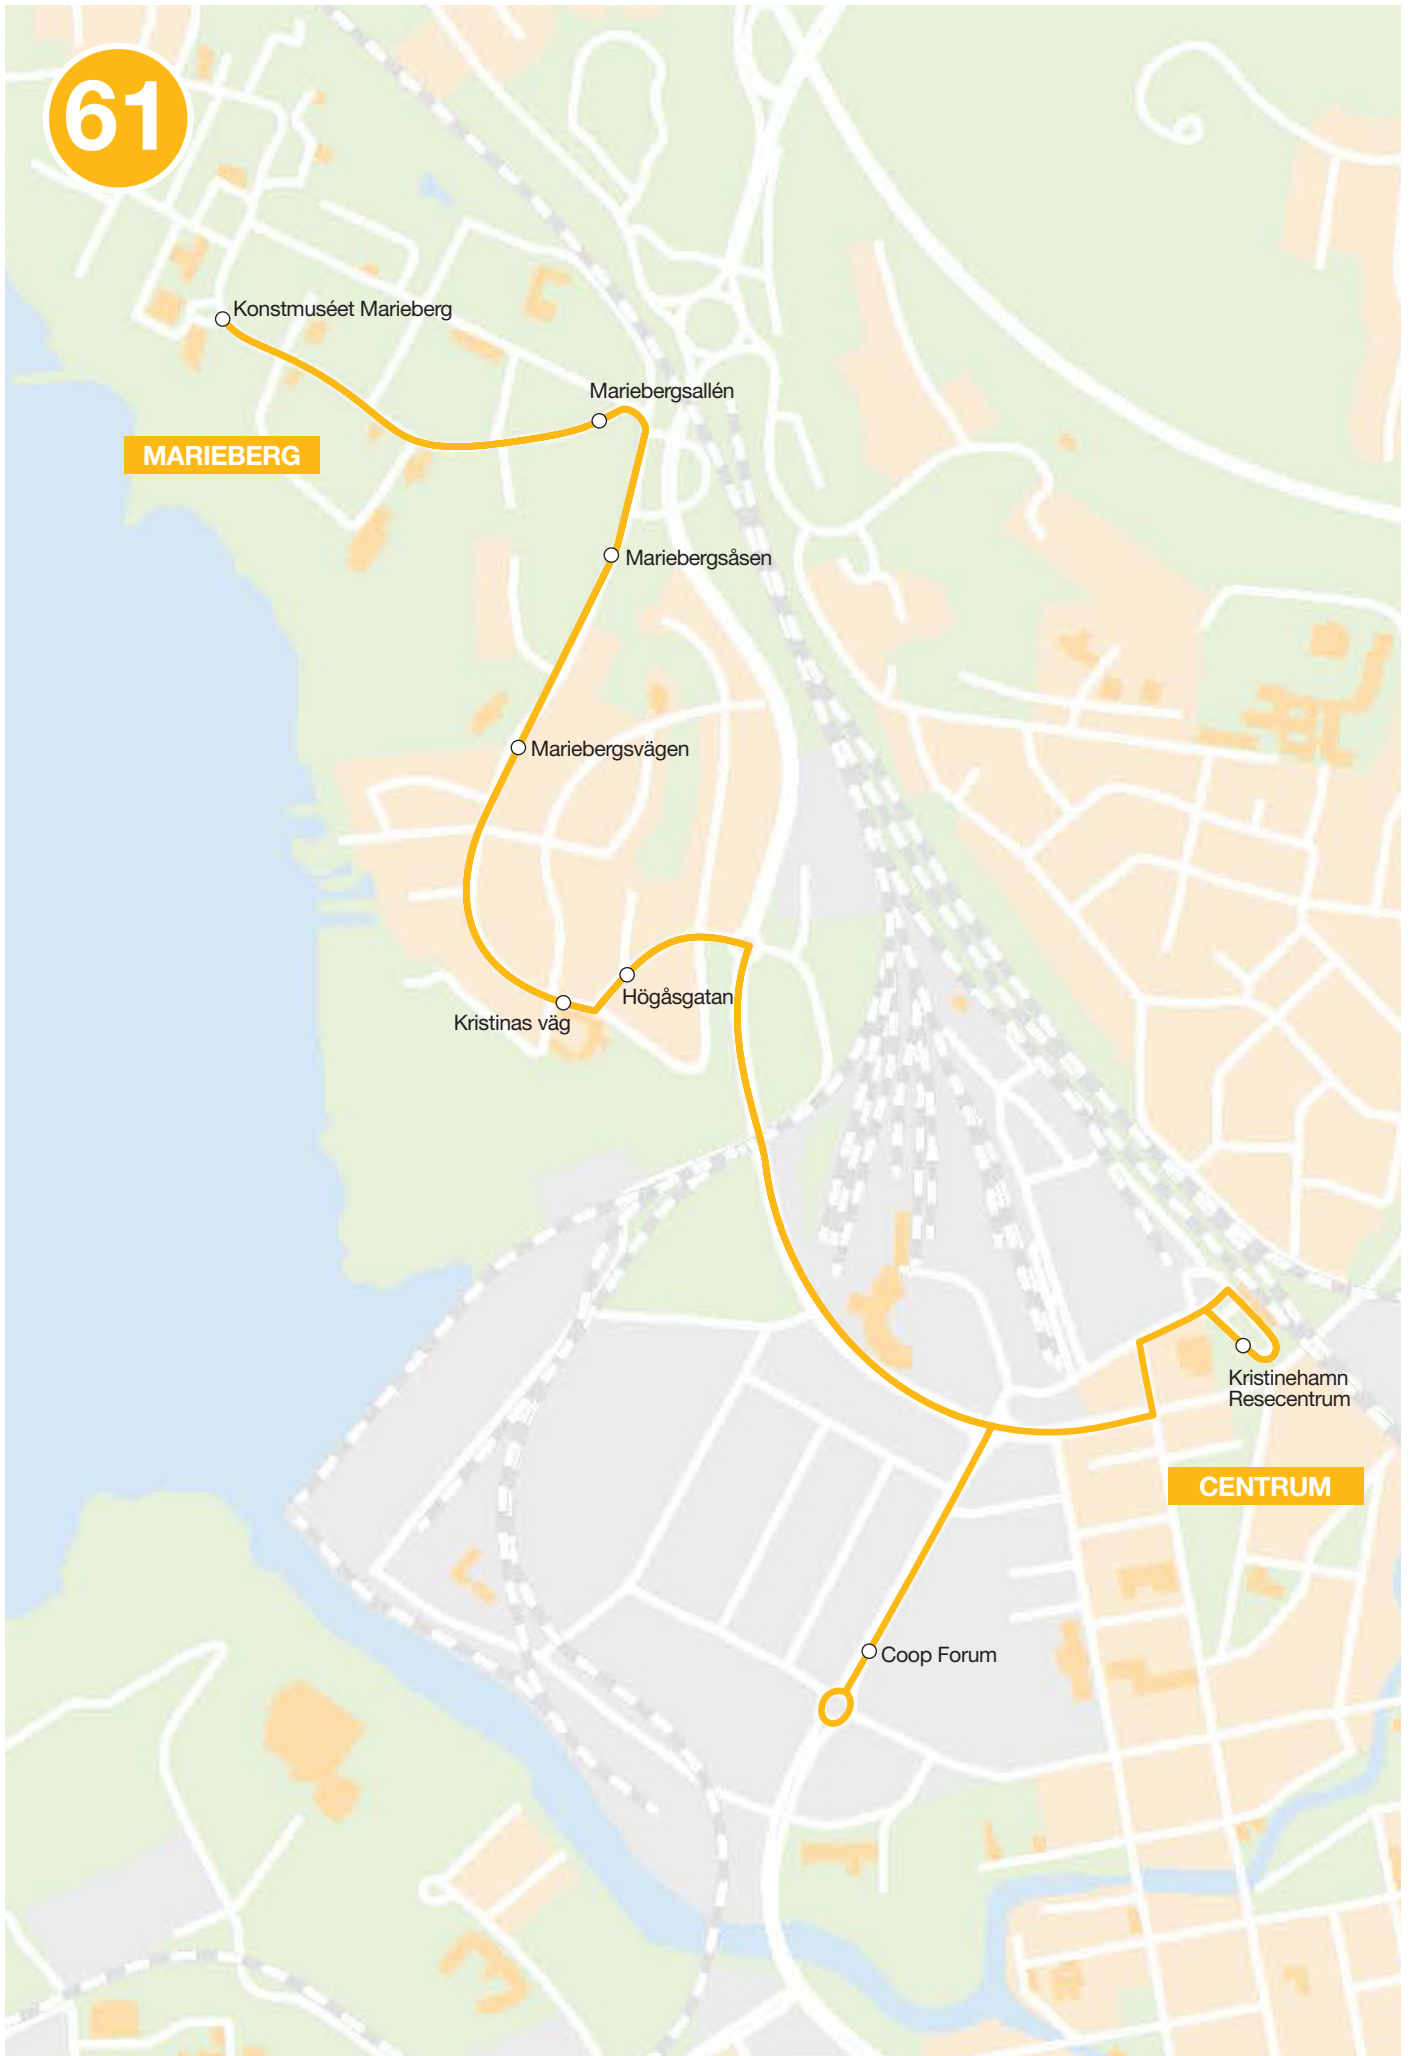 61
Konstmuséet Marieberg
Mariebergsallén
MARIEBERG
Mariebergsåsen
Mariebergsvägen
Högåsgatan
Kristinas väg
Kristinehamn
Resecentrum
CENTRUM
Coop Forum